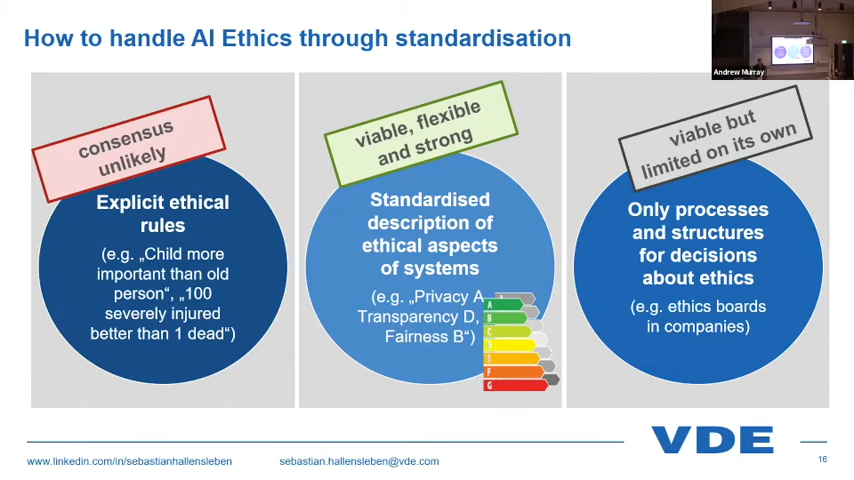 How to handle AI Ethics through standardisation
Andrew Murray
consensus
unlikely
Explicit ethical
rules
(e.g. „Child more
important than old
person“, „100
severely injured
better than 1 dead“)
viable, flexible
and strong
Standardised
description of
ethical aspects
of systems
(e.g. „Privacy A,
Transparency D,
Fairness B“)
A
B
C
F
G
viable but
limited on its own
Only processes
and structures
for decisions
about ethics
(e.g. ethics boards
in companies)
VDE
www.linkedin.com/in/sebastianhallensleben
sebastian.hallensleben@vde.com
16